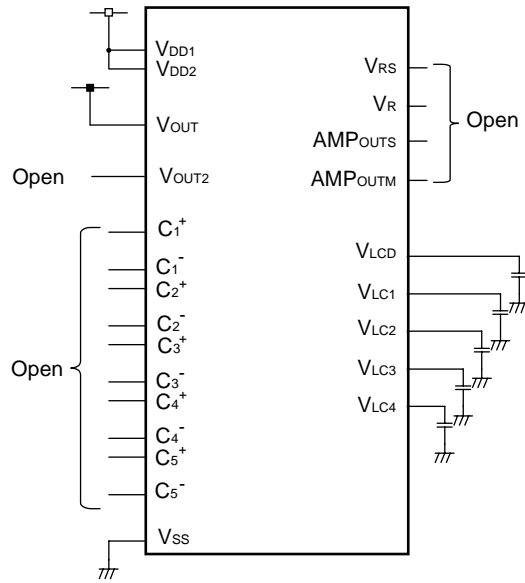 VDD1
VDD2
VOUT
Open
VOUT2
C1+
C1-
C2+
C2-
C3+
Open
C3-
C4+
C4-
C5+
C5-
VSS
VRS
VR
Open
AMPOUTS
AMPOUTM
VLCD
VLC1
VLC2
VLC3
VLC4